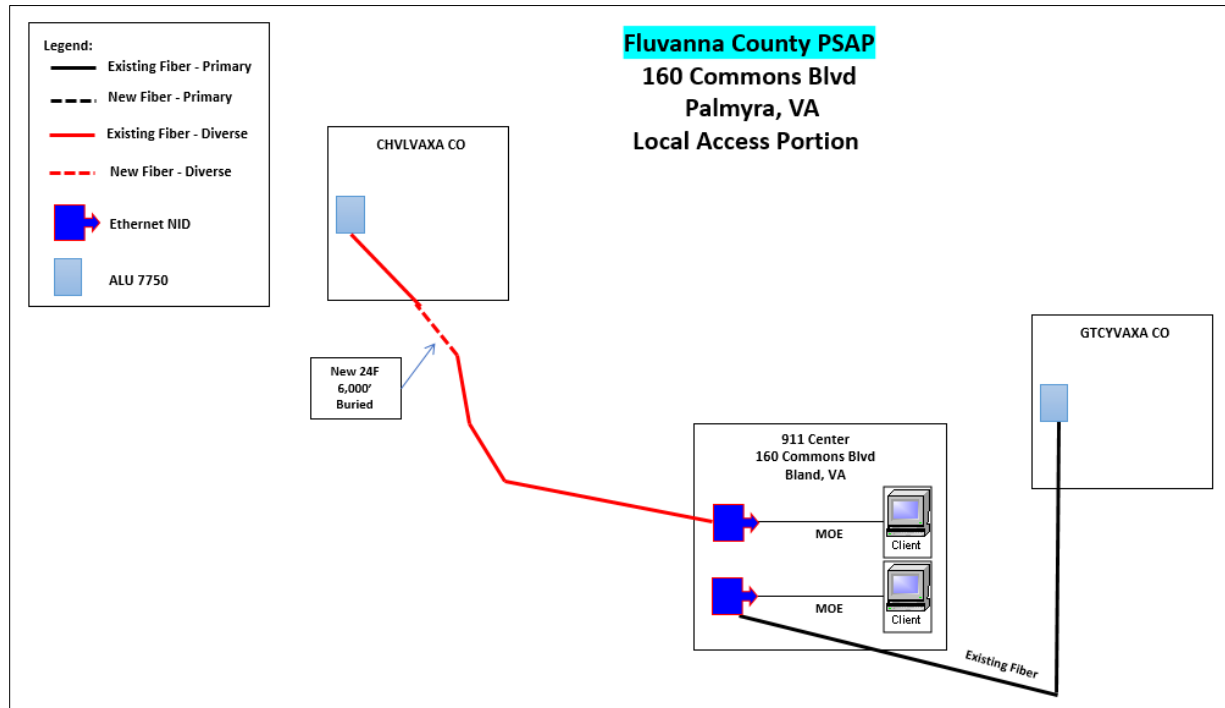 Legend:
Existing Fiber - Primary
New Fiber - Primary
Existing Fiber - Diverse
New Fiber - Diverse
Ethernet NID
ALU 7750
Fluvanna County PSAP
160 Commons Blvd
Palmyra, VA
Local Access Portion
CHVLVAXA CO
New 24F
6,000’
Buried
GTCYVAXA CO
911 Center
160 Commons Blvd
Bland, VA
MOE
Client
MOE
Client
Existing Fiber